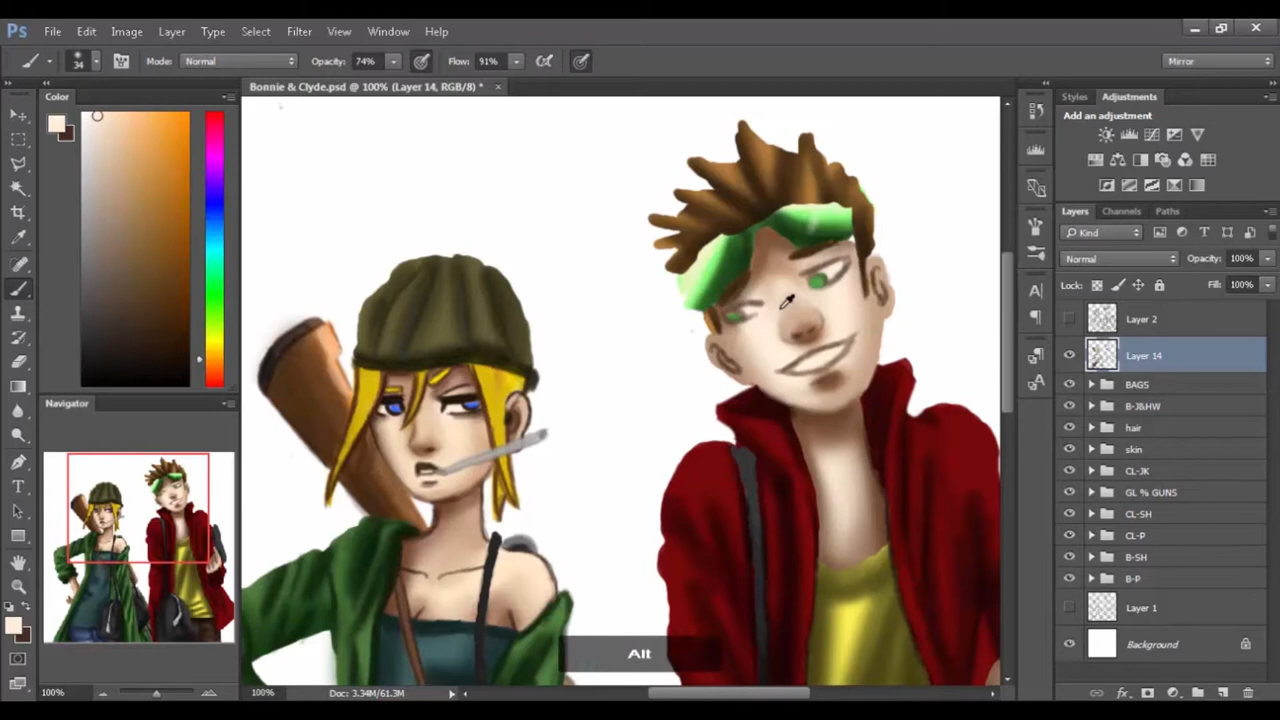 Ps File Edit Image Layer Type Select Filter View Window Help
34 Mode: Normal Opacity: 74% Flow: 91% Mirror
Color
Bonnie & Clyde.psd @ 100% (Layer 14, RGB/8) *
Styles Adjustments
Add an adjustment
Layers Channels Paths
Kind
Normal Opacity: 100%
Lock: Fill: 100%
Layer 2
Layer 14
BAGS
B-J&HW
hair
skin
CL-JK
GL % GUNS
CL-SH
CL-P
B-SH
B-P
Layer 1
Background
Navigator
Alt
100%
100% Doc: 3.34M/61.3M